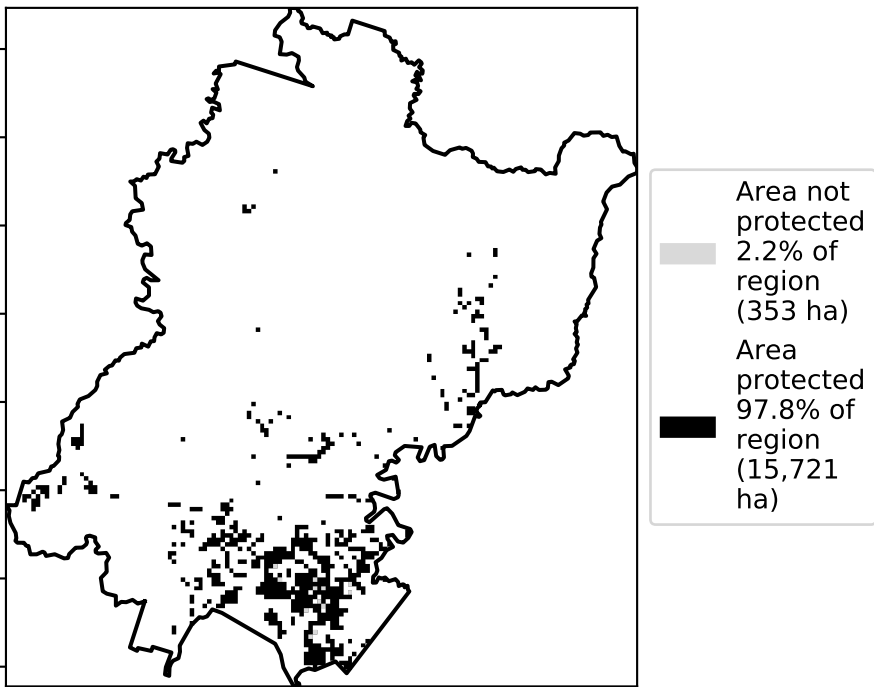 Area not
protected
2.2% of
region
(353 ha)
Area
protected
97.8% of
region
(15,721
ha)